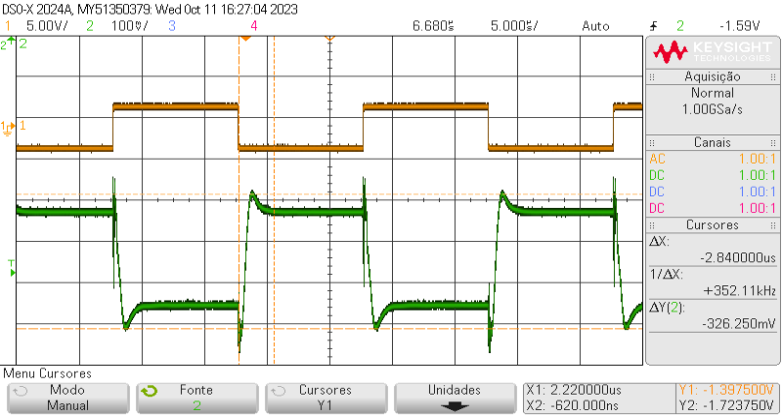 DSO-X 2024A, MY51350379: Wed Oct 11 16:27:04 2023
1 5.00V/ 2 100mV/ 3 4 6.680s 5.000s/ Auto 2 -1.59V
2 2
1 1
T
KEYSIGHT
TECHNOLOGIES
Aquisição
Normal
1.00GSa/s
Canais
AC 1.00:1
DC 1.00:1
DC 1.00:1
DC 1.00:1
Cursores
ΔX:
-2.840000us
1/ΔX:
+352.11kHz
ΔY(2):
-326.250mV
Menu Cursores
Modo
Manual
Fonte
2
Cursores
Y1
Unidades
X1: 2.220000us
X2: -620.000ns
Y1: -1.397500V
Y2: -1.723750V